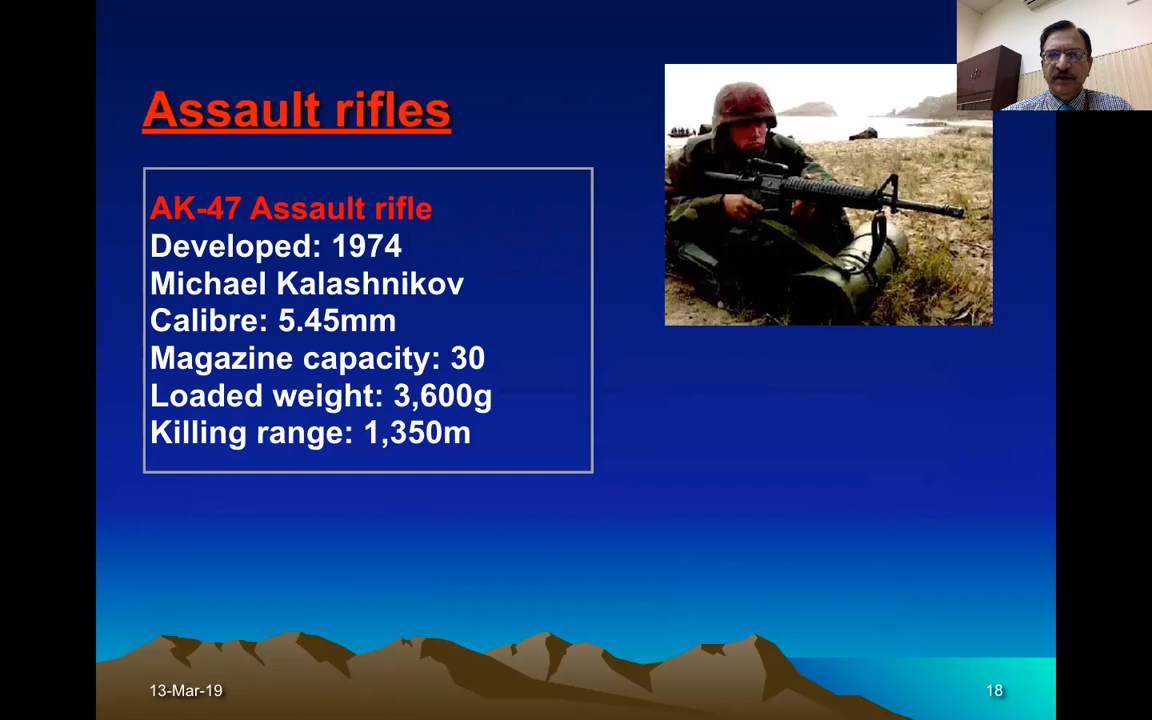 Assault rifles
AK-47 Assault rifle
Developed: 1974
Michael Kalashnikov
Calibre: 5.45mm
Magazine capacity: 30
Loaded weight: 3,600g
Killing range: 1,350m
13-Mar-19
18